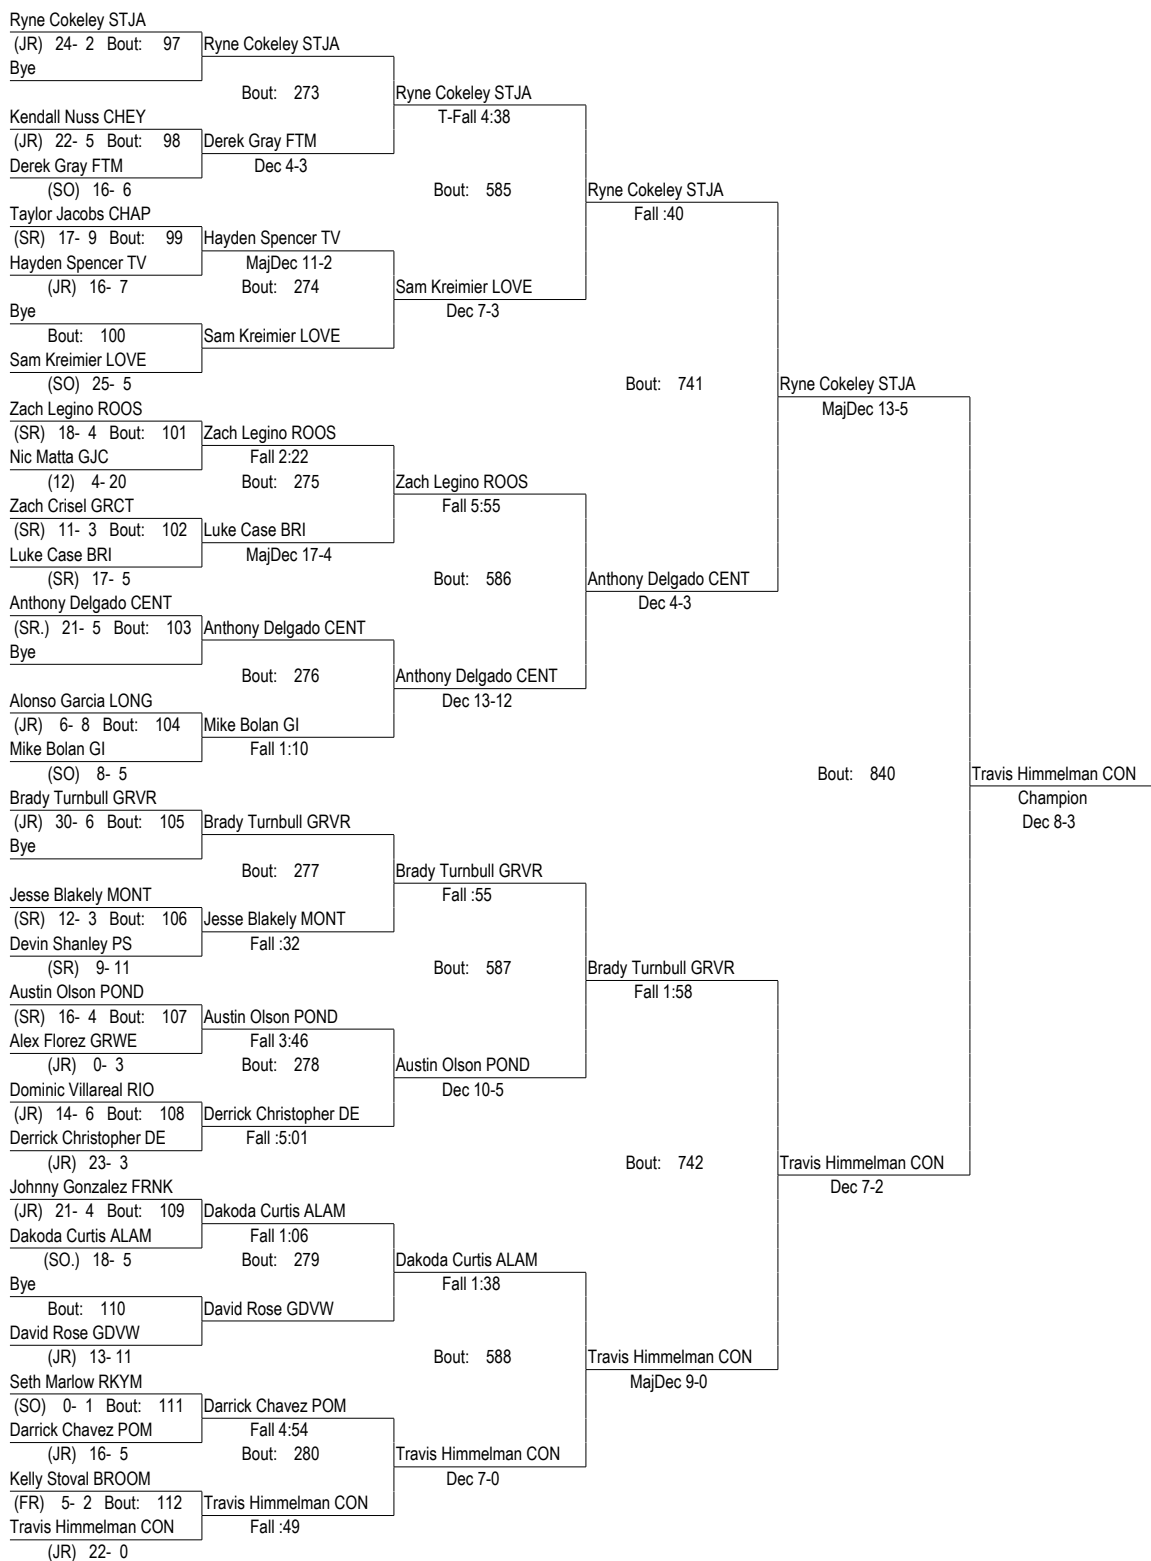 Ryne Cokeley STJA
(JR) 24- 2 Bout: 97 Ryne Cokeley STJA
Bye
Bout: 273 Ryne Cokeley STJA
Kendall Nuss CHEY T-Fall 4:38
(JR) 22- 5 Bout: 98 Derek Gray FTM
Derek Gray FTM Dec 4-3
(SO) 16- 6 Bout: 585 Ryne Cokeley STJA
Taylor Jacobs CHAP Fall :40
(SR) 17- 9 Bout: 99 Hayden Spencer TV
Hayden Spencer TV MajDec 11-2
(JR) 16- 7 Bout: 274 Sam Kreimier LOVE
Bye Dec 7-3
Bout: 100 Sam Kreimier LOVE
Sam Kreimier LOVE
(SO) 25- 5 Bout: 741 Ryne Cokeley STJA
Zach Legino ROOS MajDec 13-5
(SR) 18- 4 Bout: 101 Zach Legino ROOS
Nic Matta GJC Fall 2:22
(12) 4- 20 Bout: 275 Zach Legino ROOS
Zach Crisel GRCT Fall 5:55
(SR) 11- 3 Bout: 102 Luke Case BRI
Luke Case BRI MajDec 17-4
(SR) 17- 5 Bout: 586 Anthony Delgado CENT
Anthony Delgado CENT Dec 4-3
(SR.) 21- 5 Bout: 103 Anthony Delgado CENT
Bye
Bout: 276 Anthony Delgado CENT
Alonso Garcia LONG Dec 13-12
(JR) 6- 8 Bout: 104 Mike Bolan GI
Mike Bolan GI Fall 1:10
(SO) 8- 5 Bout: 840 Travis Himmelman CON
Brady Turnbull GRVR Champion
(JR) 30- 6 Bout: 105 Brady Turnbull GRVR Dec 8-3
Bye
Bout: 277 Brady Turnbull GRVR
Jesse Blakely MONT Fall :55
(SR) 12- 3 Bout: 106 Jesse Blakely MONT
Devin Shanley PS Fall :32
(SR) 9- 11 Bout: 587 Brady Turnbull GRVR
Austin Olson POND Fall 1:58
(SR) 16- 4 Bout: 107 Austin Olson POND
Alex Florez GRWE Fall 3:46
(JR) 0- 3 Bout: 278 Austin Olson POND
Dominic Villareal RIO Dec 10-5
(JR) 14- 6 Bout: 108 Derrick Christopher DE
Derrick Christopher DE Fall :5:01
(JR) 23- 3 Bout: 742 Travis Himmelman CON
Johnny Gonzalez FRNK Dec 7-2
(JR) 21- 4 Bout: 109 Dakoda Curtis ALAM
Dakoda Curtis ALAM Fall 1:06
(SO.) 18- 5 Bout: 279 Dakoda Curtis ALAM
Bye Fall 1:38
Bout: 110 David Rose GDVW
David Rose GDVW
(JR) 13- 11 Bout: 588 Travis Himmelman CON
Seth Marlow RKYM MajDec 9-0
(SO) 0- 1 Bout: 111 Darrick Chavez POM
Darrick Chavez POM Fall 4:54
(JR) 16- 5 Bout: 280 Travis Himmelman CON
Kelly Stoval BROOM Dec 7-0
(FR) 5- 2 Bout: 112 Travis Himmelman CON
Travis Himmelman CON Fall :49
(JR) 22- 0